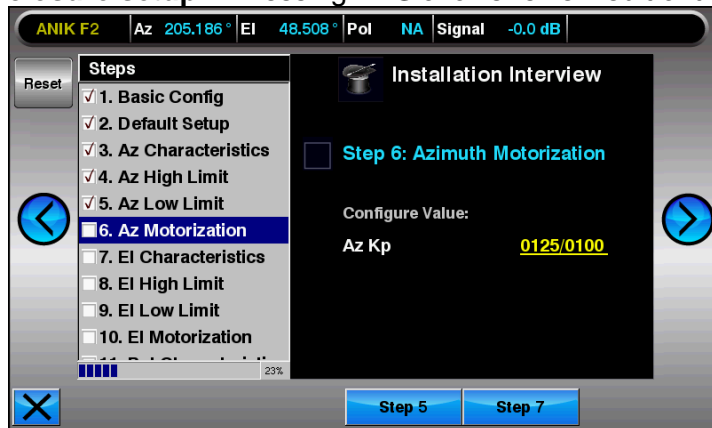 ANIK F2 Az 205.186° El 48.508° Pol NA Signal -0.0 dB
Reset
Steps
1. Basic Config
2. Default Setup
3. Az Characteristics
4. Az High Limit
5. Az Low Limit
6. Az Motorization
7. El Characteristics
8. El High Limit
9. El Low Limit
10. El Motorization
23%
Installation Interview
Step 6: Azimuth Motorization
Configure Value:
Az Kp 0125/0100
Step 5 Step 7